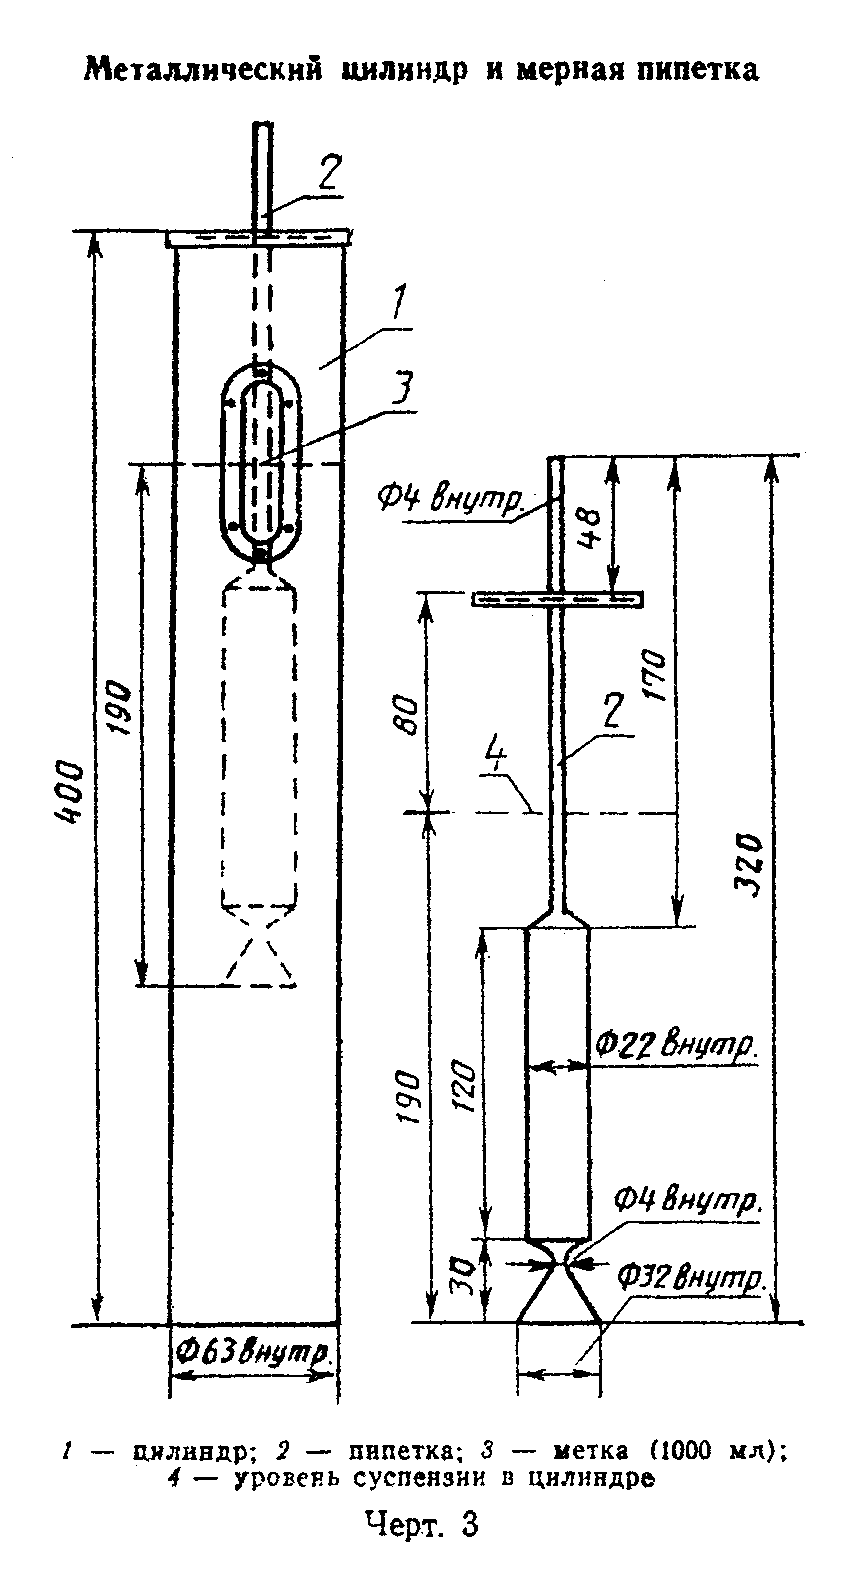 Металлический цилиндр и мерная пипетка
2
1
3
Ф4 внутр.
48
190
170
80
2
4
400
320
Ф22 внутр.
190
120
Ф4 внутр.
30
Ф32 внутр.
Ф63 внутр.
1 — цилиндр; 2 — пипетка; 3 — метка (1000 мл);
4 — уровень суспензии в цилиндре
Черт. 3